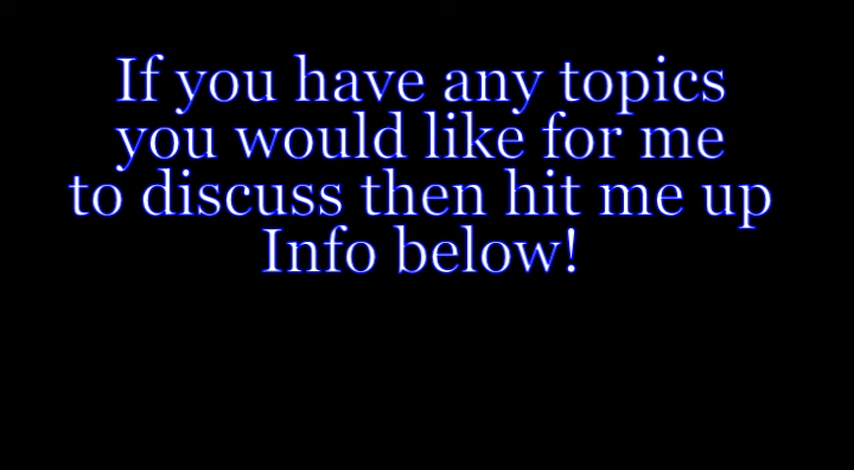 If you have any topics
you would like for me
to discuss then hit me up
Info below!